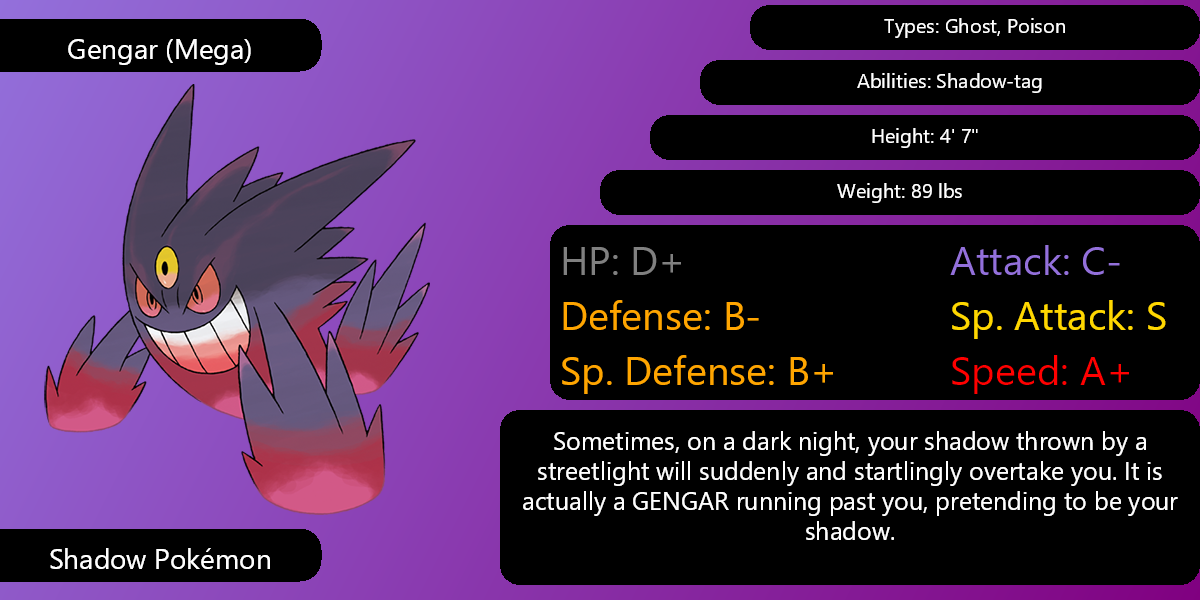 Gengar (Mega)
Types: Ghost, Poison
Abilities: Shadow-tag
Height: 4' 7"
Weight: 89 lbs
HP: D+ Attack: C-
Defense: B- Sp. Attack: S
Sp. Defense: B+ Speed: A+
Sometimes, on a dark night, your shadow thrown by a
streetlight will suddenly and startlingly overtake you. It is
actually a GENGAR running past you, pretending to be your
shadow.
Shadow Pokémon